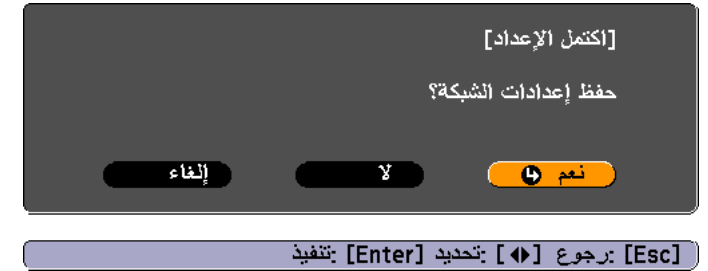 [اكتمل الإعداد]
حفظ إعدادات الشبكة؟
نعم لا إلغاء
[Esc] :رجوع [◆] :تحديد [Enter] :تنفيذ